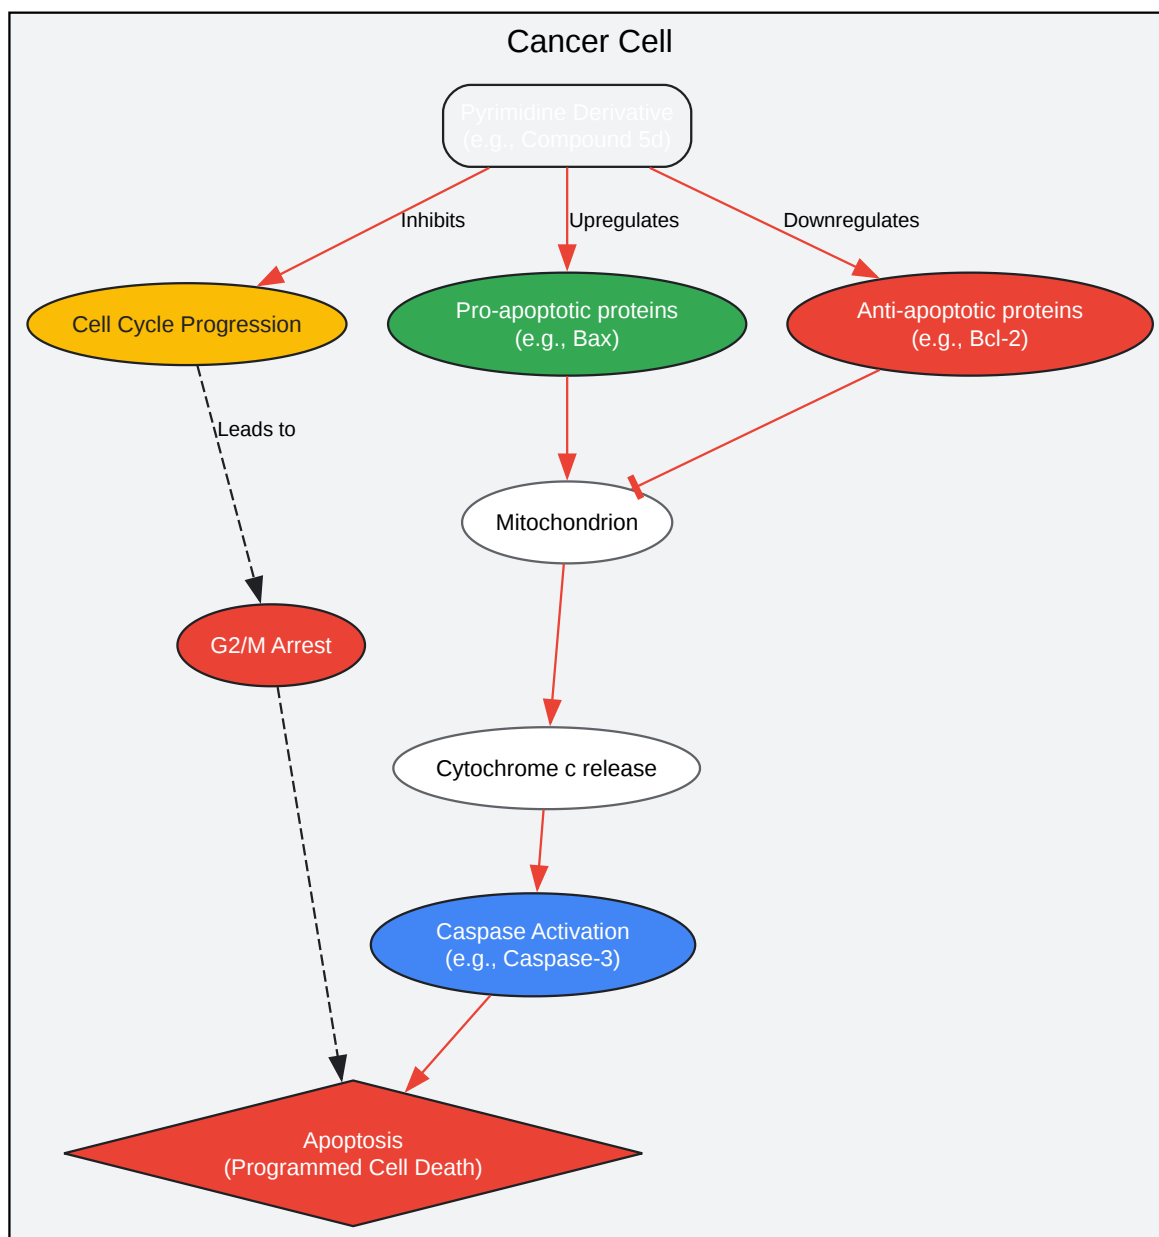 Cancer Cell
Pyrimidine Derivative
(e.g., Compound 5d)
Inhibits
Upregulates
Downregulates
Cell Cycle Progression
Pro-apoptotic proteins
(e.g., Bax)
Anti-apoptotic proteins
(e.g., Bcl-2)
Leads to
Mitochondrion
G2/M Arrest
Cytochrome c release
Caspase Activation
(e.g., Caspase-3)
Apoptosis
(Programmed Cell Death)